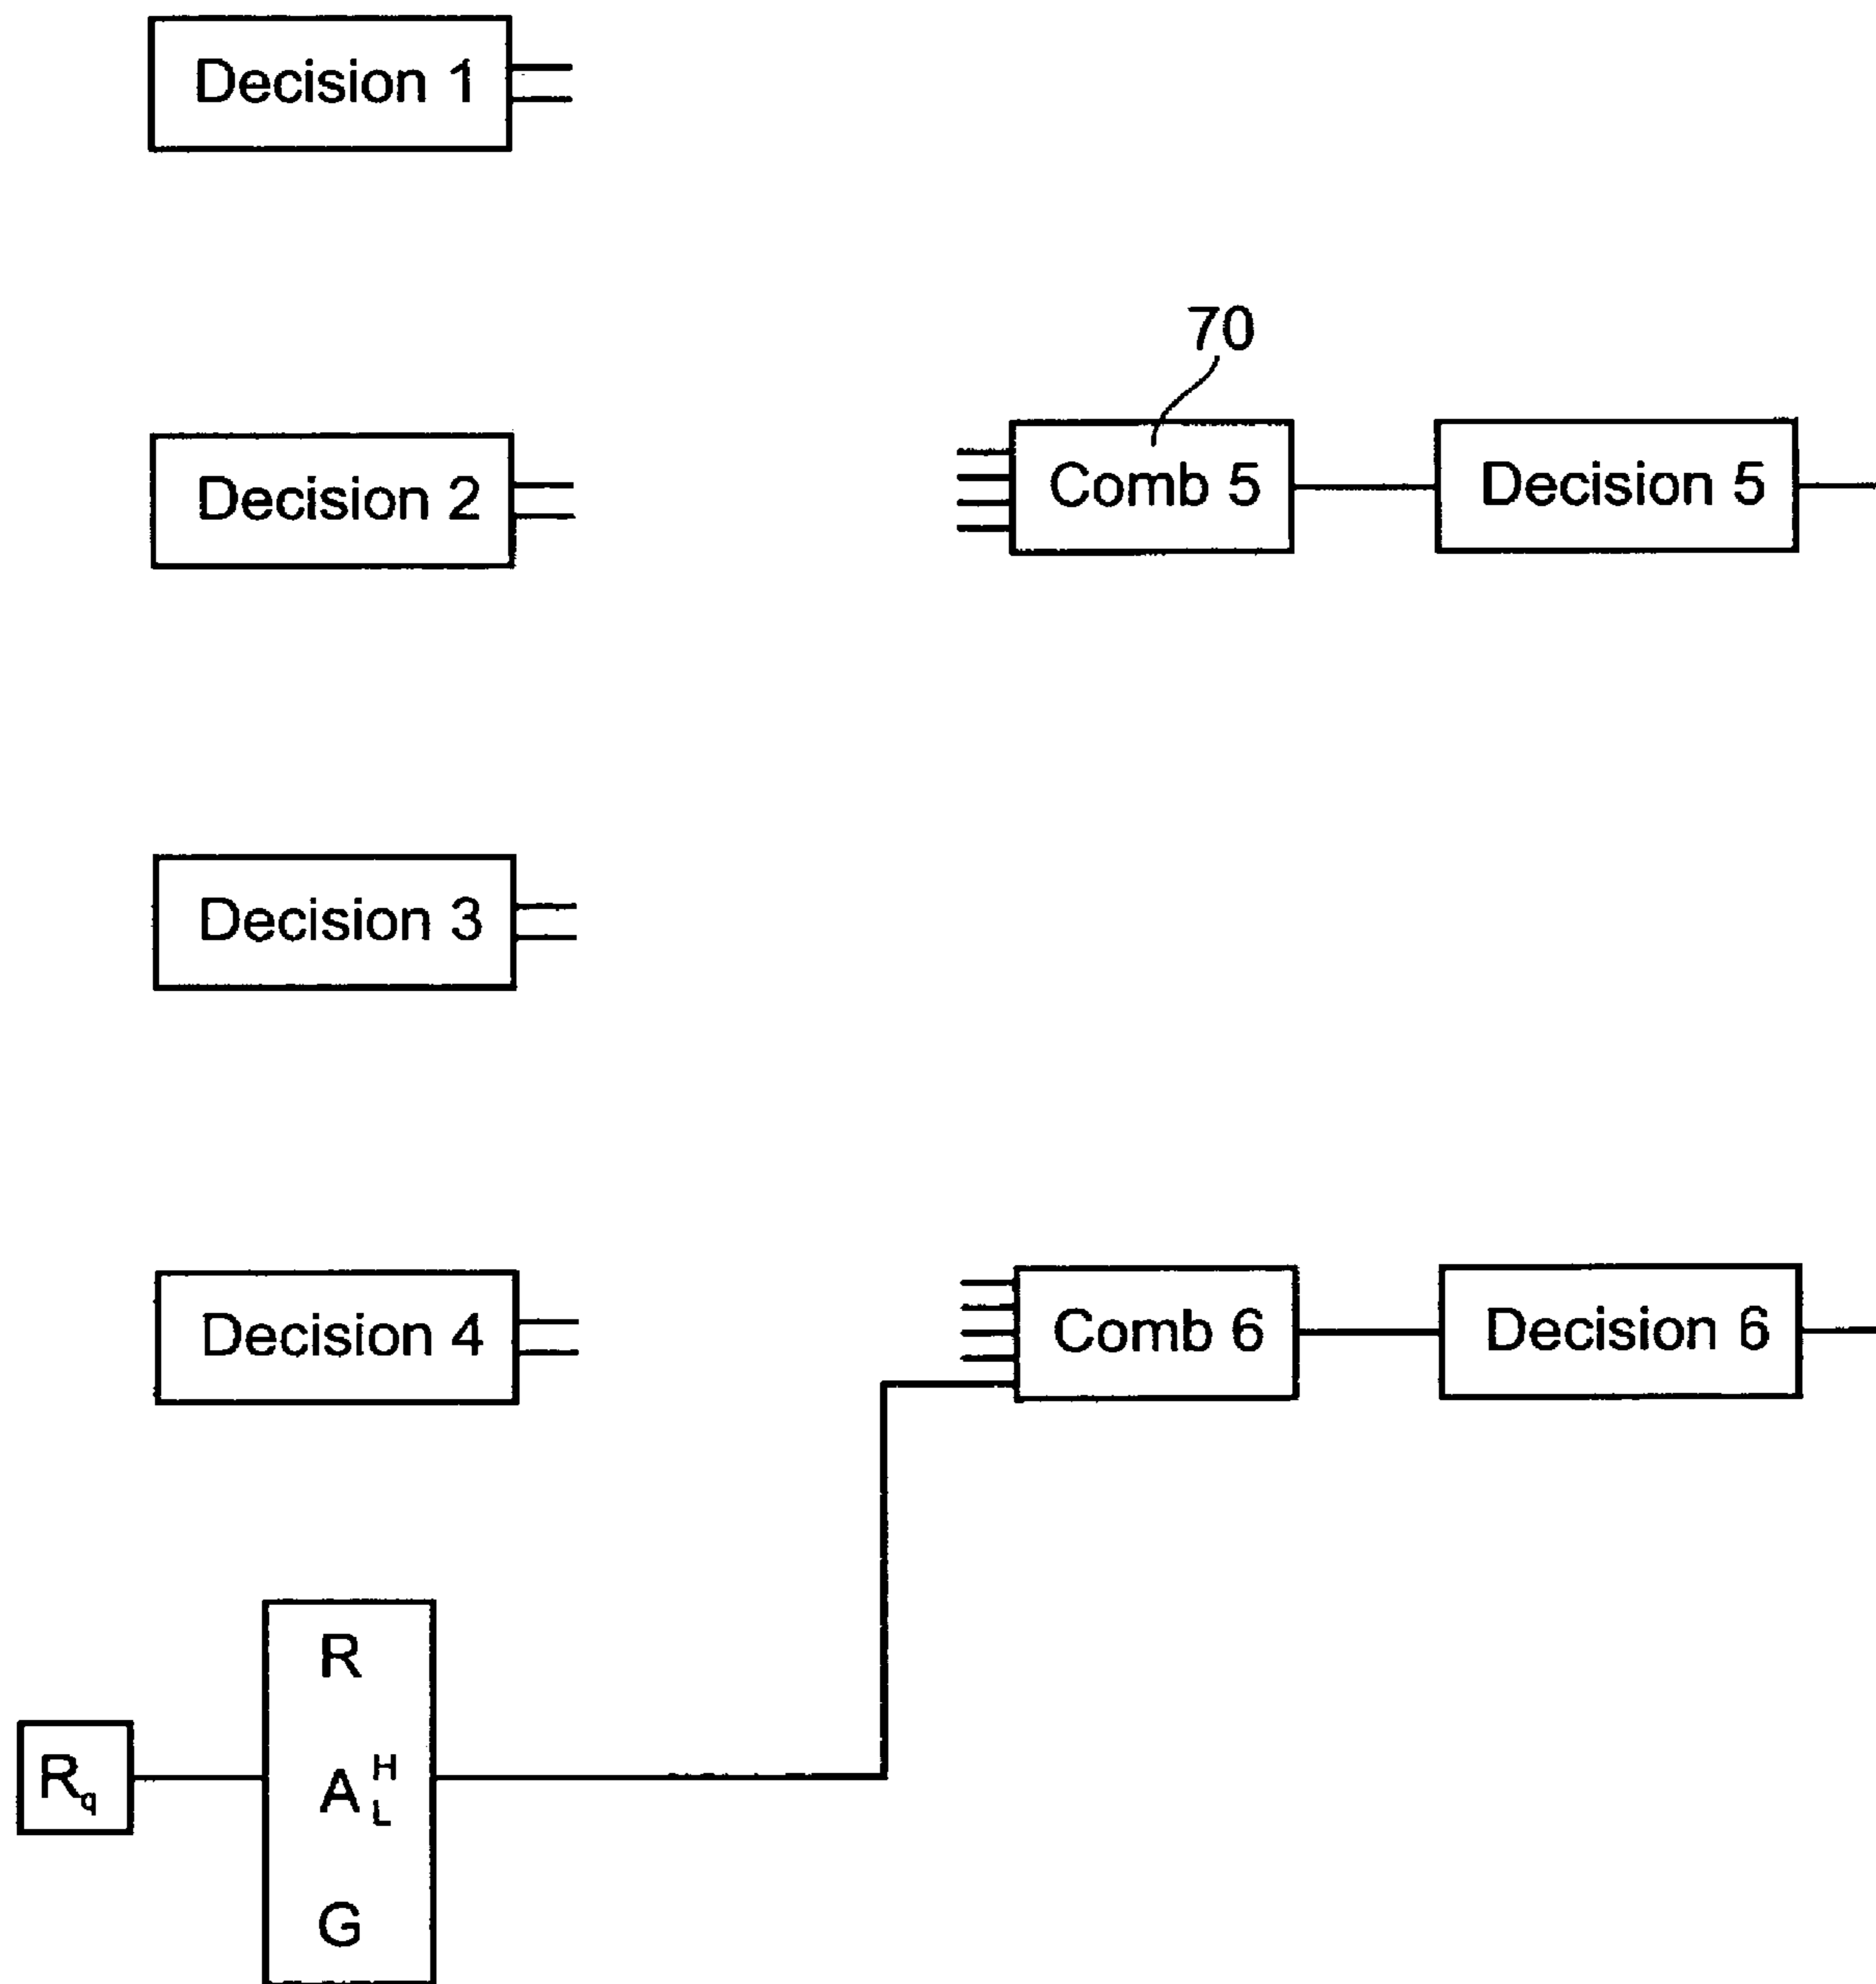 Decision 1
70
Decision 2
Comb 5
Decision 5
Decision 3
Decision 4
Comb 6
Decision 6
R
Rq
A H L
G